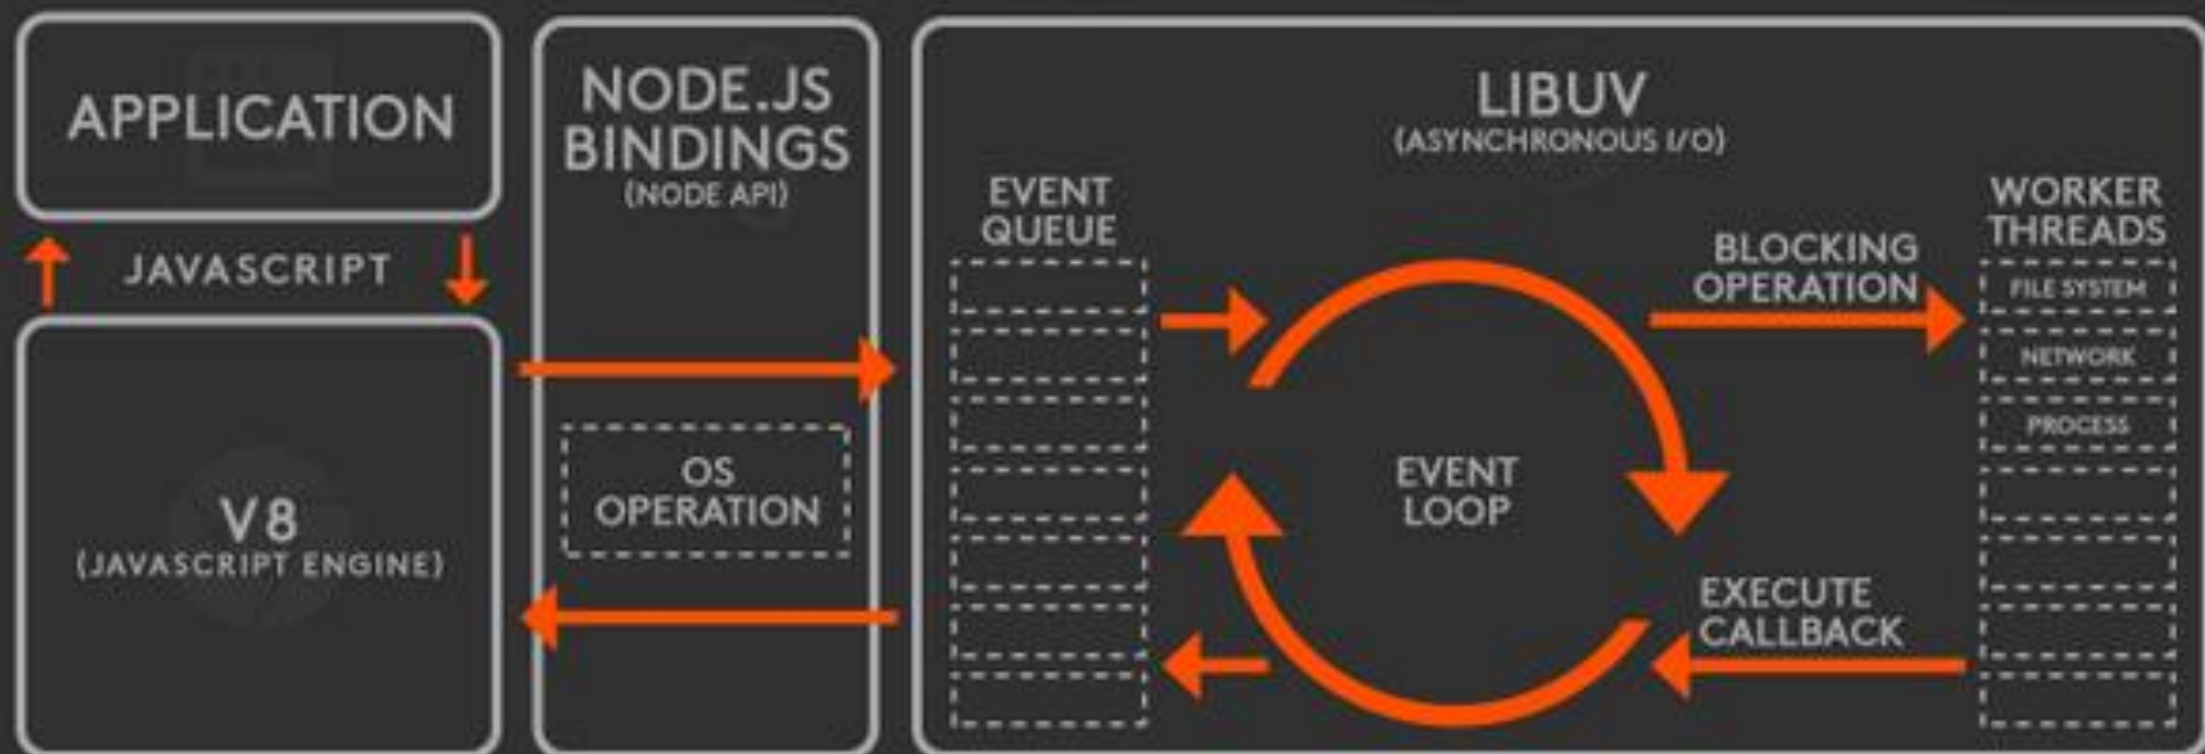 APPLICATION
JAVASCRIPT
V8
(JAVASCRIPT ENGINE)
NODE.JS
BINDINGS
(NODE API)
OS
OPERATION
LIBUV
(ASYNCHRONOUS I/O)
EVENT
QUEUE
EVENT
LOOP
BLOCKING
OPERATION
EXECUTE
CALLBACK
WORKER
THREADS
FILE SYSTEM
NETWORK
PROCESS